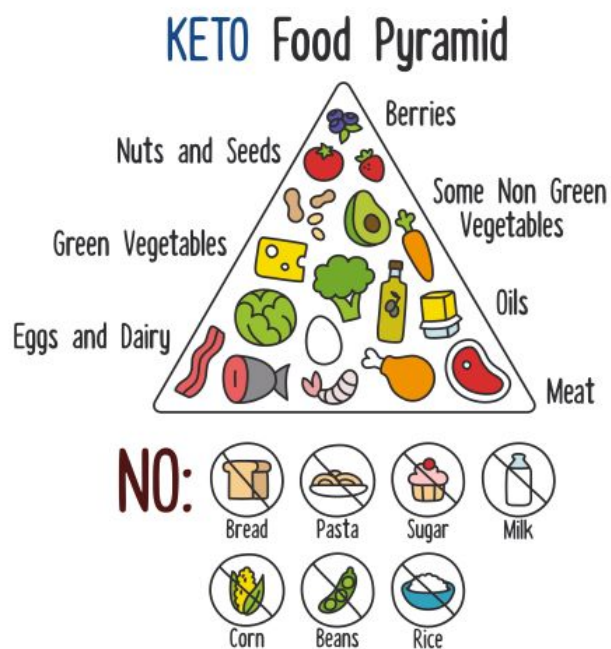 KETO Food Pyramid
Berries
Nuts and Seeds
Some Non Green
Vegetables
Green Vegetables
Oils
Eggs and Dairy
Meat
NO:
Bread
Pasta
Sugar
Milk
Corn
Beans
Rice